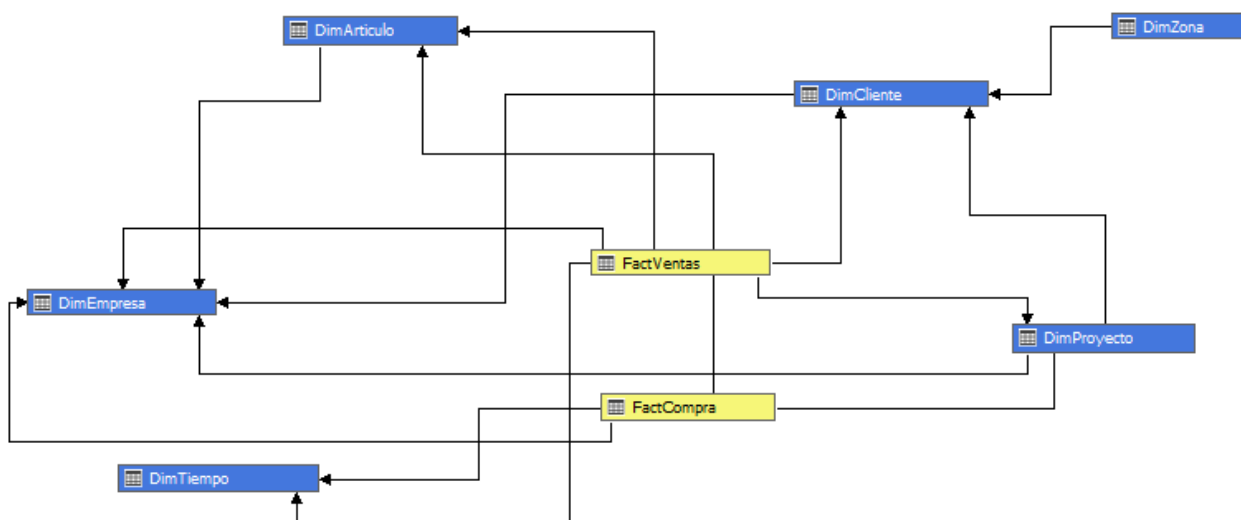 DimArticulo
DimZona
DimCliente
FactVentas
DimEmpresa
DimProyecto
FactCompra
DimTiempo